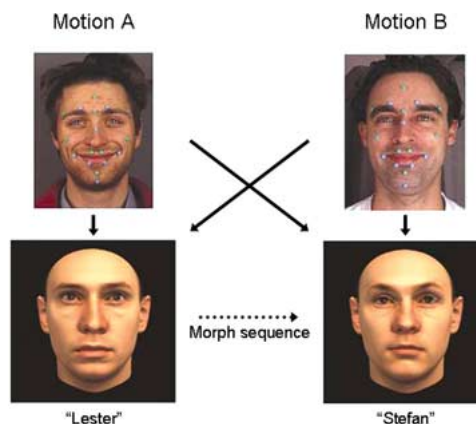 Motion A
Motion B
Morph sequence
“Lester”
“Stefan”